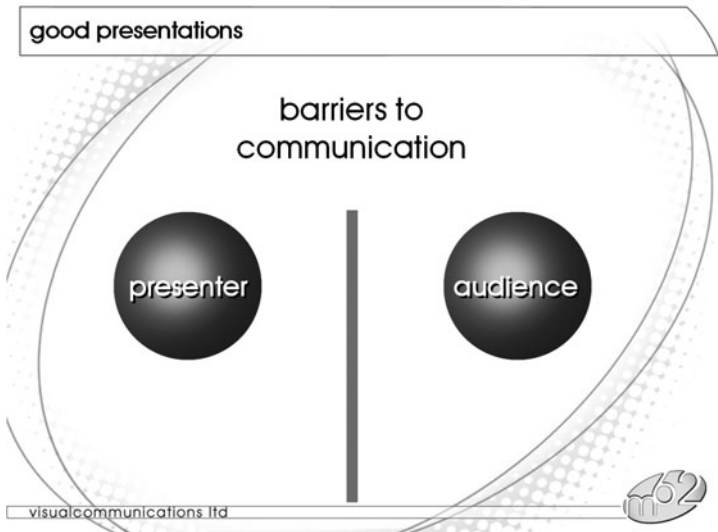 good presentations
barriers to
communication
presenter
audience
visualcommunications ltd
m62